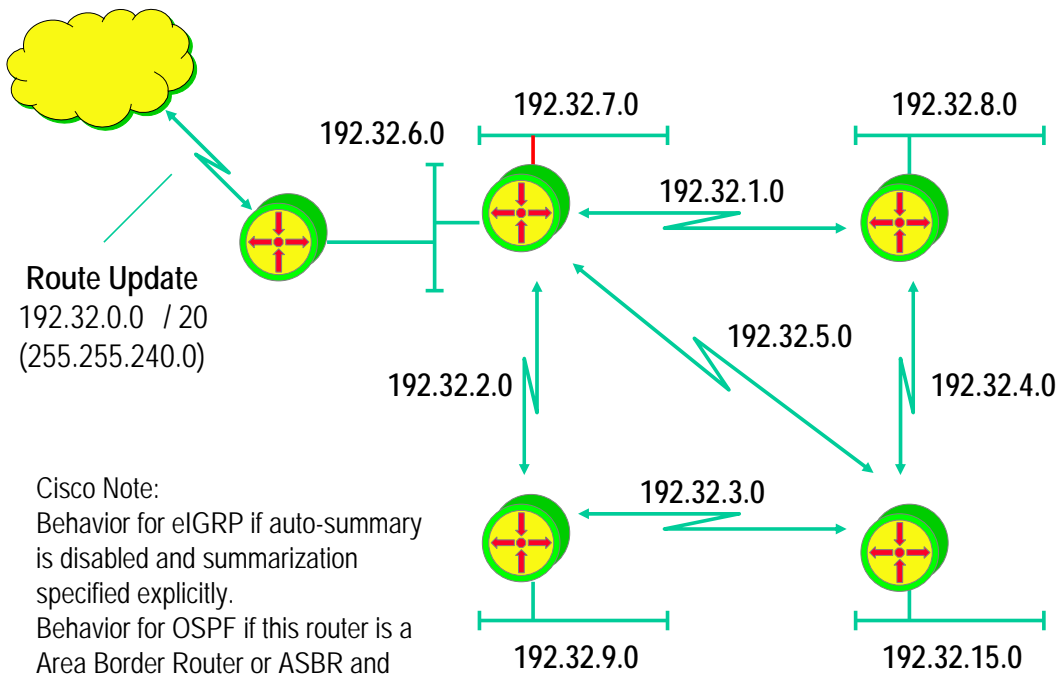 192.32.7.0
192.32.8.0
192.32.6.0
192.32.1.0
Route Update
192.32.0.0 / 20
(255.255.240.0)
192.32.5.0
192.32.2.0
192.32.4.0
Cisco Note:
Behavior for eIGRP if auto-summary
is disabled and summarization
specified explicitly.
Behavior for OSPF if this router is a
Area Border Router or ASBR and
192.32.3.0
192.32.9.0
192.32.15.0